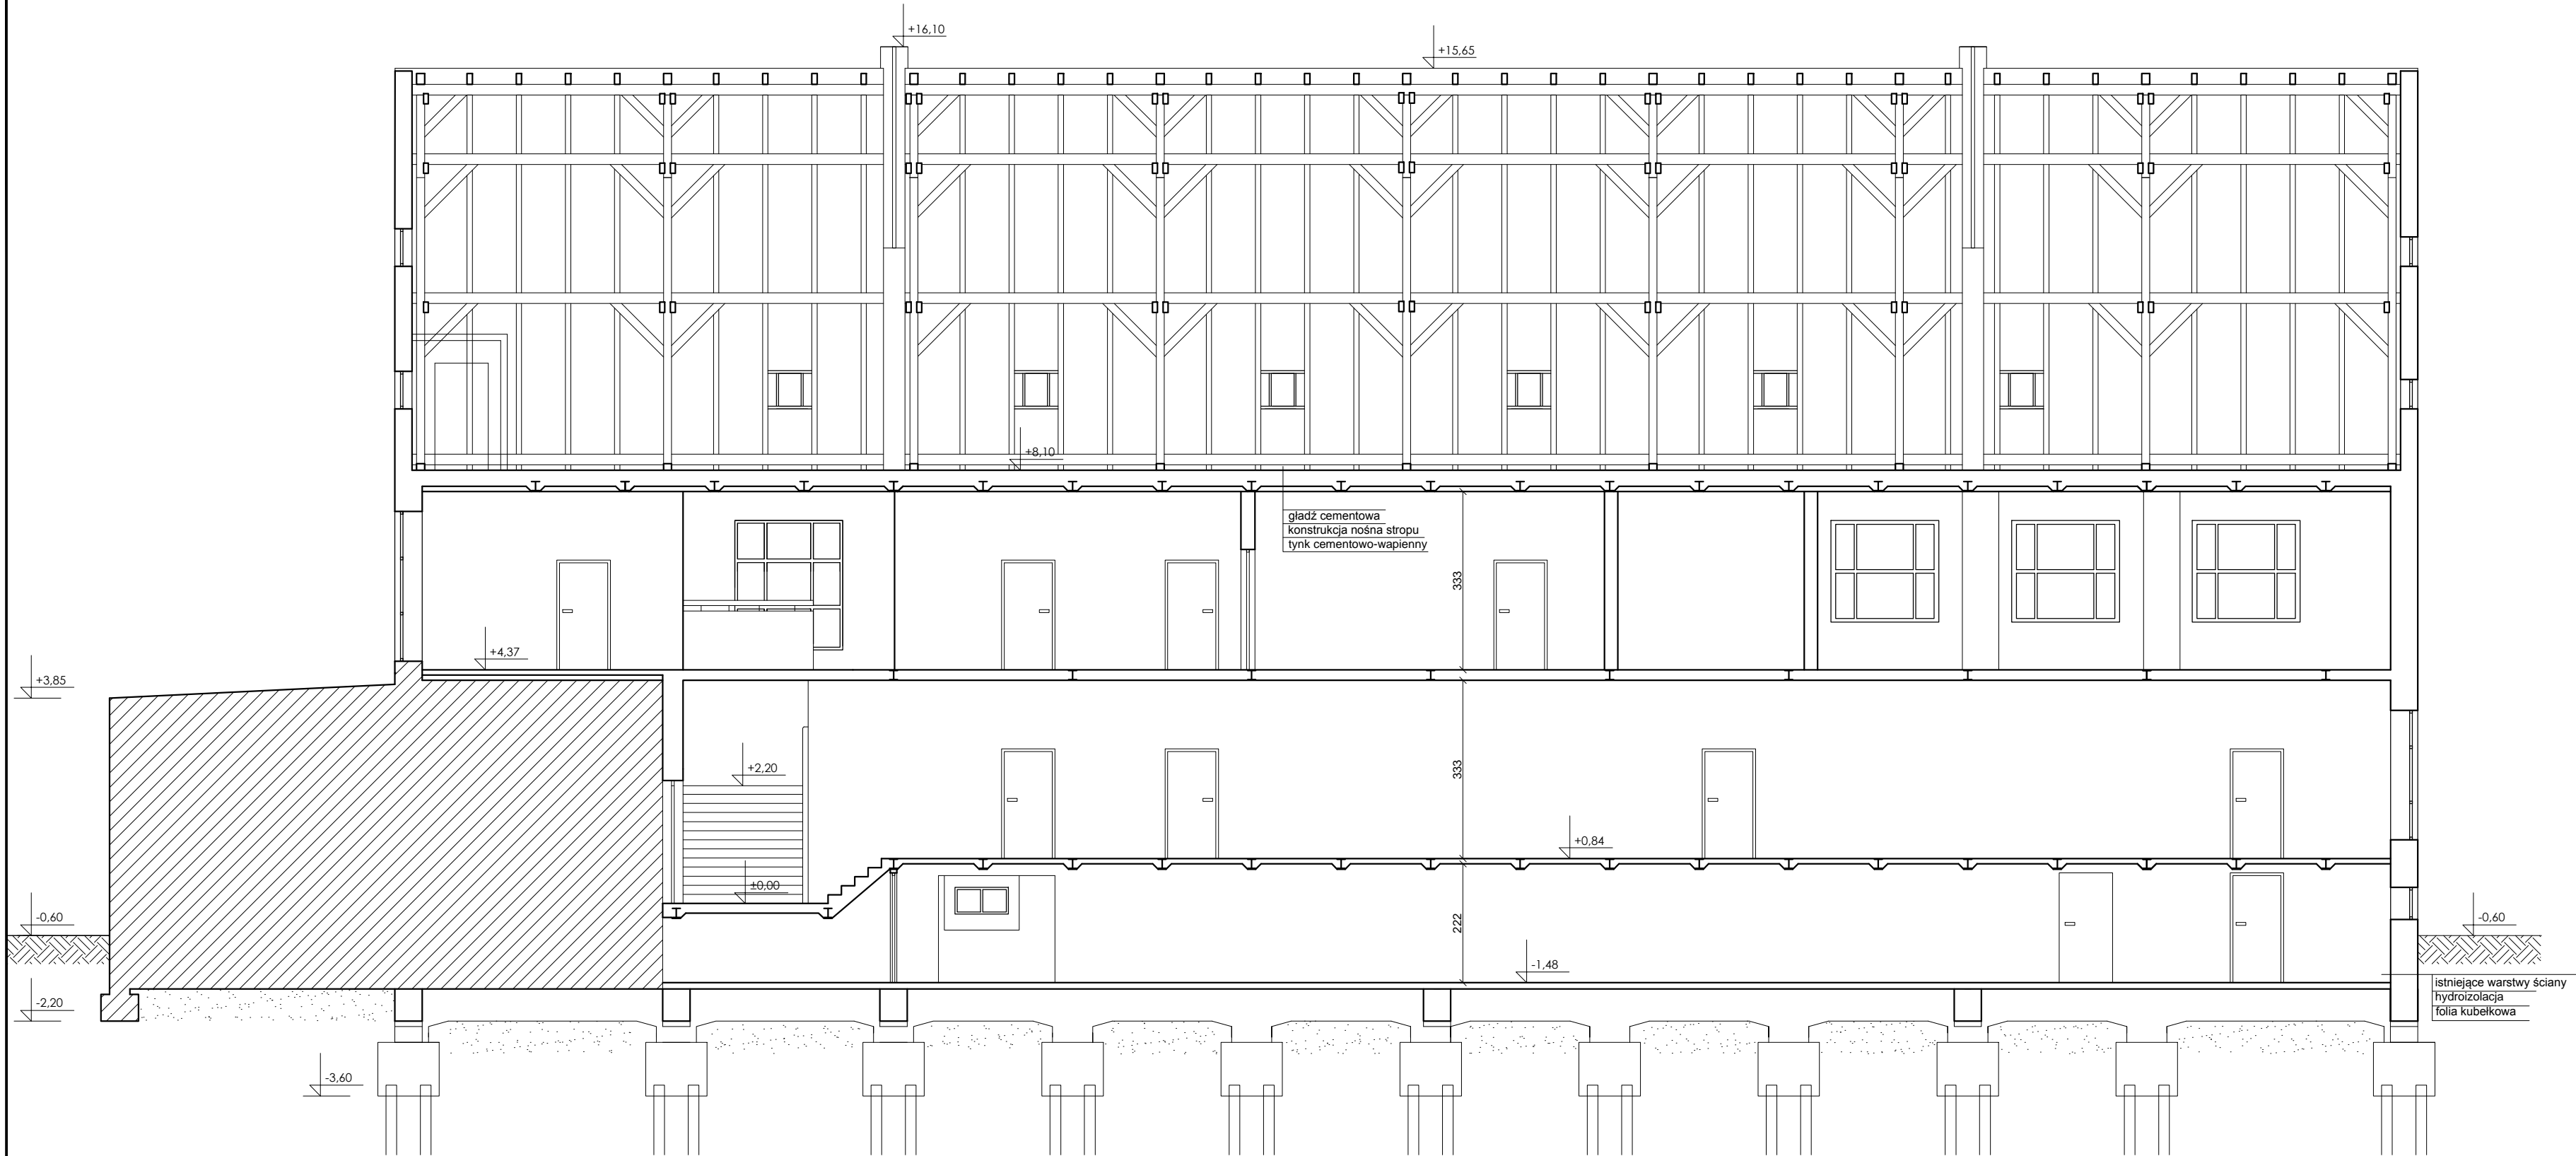 +16,10
+15,65
+8,10
gładź cementowa
konstrukcja nośna stropu
tynk cementowo-wapienny
333
+4,37
+3,85
+2,20
333
+0,84
±0,00
222
-0,60
-0,60
-1,48
istniejące warstwy ściany
hydroizolacja
folia kubełkowa
-2,20
-3,60